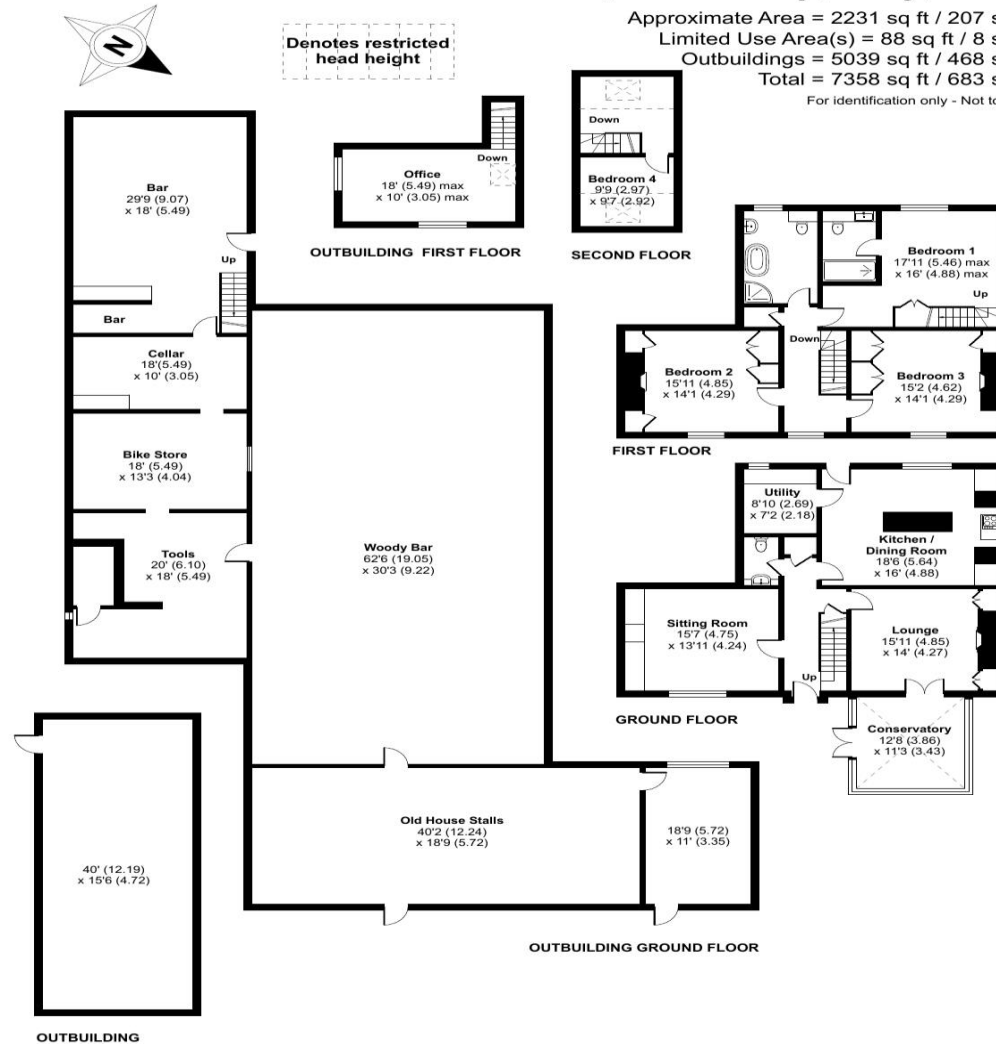 N
Denotes restricted
head height
Approximate Area = 2231 sq ft / 207 s
Limited Use Area(s) = 88 sq ft / 8 s
Outbuildings = 5039 sq ft / 468 s
Total = 7358 sq ft / 683 s
For identification only - Not to
Bar
29'9 (9.07)
x 18' (5.49)
Up
Bar
Cellar
18'(5.49)
x 10' (3.05)
Bike Store
18' (5.49)
x 13'3 (4.04)
Tools
20' (6.10)
x 18' (5.49)
Woody Bar
62'6 (19.05)
x 30'3 (9.22)
Old House Stalls
40'2 (12.24)
x 18'9 (5.72)
18'9 (5.72)
x 11' (3.35)
OUTBUILDING GROUND FLOOR
40' (12.19)
x 15'6 (4.72)
OUTBUILDING
Down
Office
18' (5.49) max
x 10' (3.05) max
OUTBUILDING FIRST FLOOR
Down
Bedroom 4
9'9 (2.97)
x 9'7 (2.92)
SECOND FLOOR
Bedroom 1
17'11 (5.46) max
x 16' (4.88) max
Up
Down
Bedroom 2
15'11 (4.85)
x 14'1 (4.29)
Bedroom 3
15'2 (4.62)
x 14'1 (4.29)
FIRST FLOOR
Utility
8'10 (2.69)
x 7'2 (2.18)
Kitchen /
Dining Room
18'6 (5.64)
x 16' (4.88)
Sitting Room
15'7 (4.75)
x 13'11 (4.24)
Lounge
15'11 (4.85)
x 14' (4.27)
Up
GROUND FLOOR
Conservatory
12'8 (3.86)
x 11'3 (3.43)